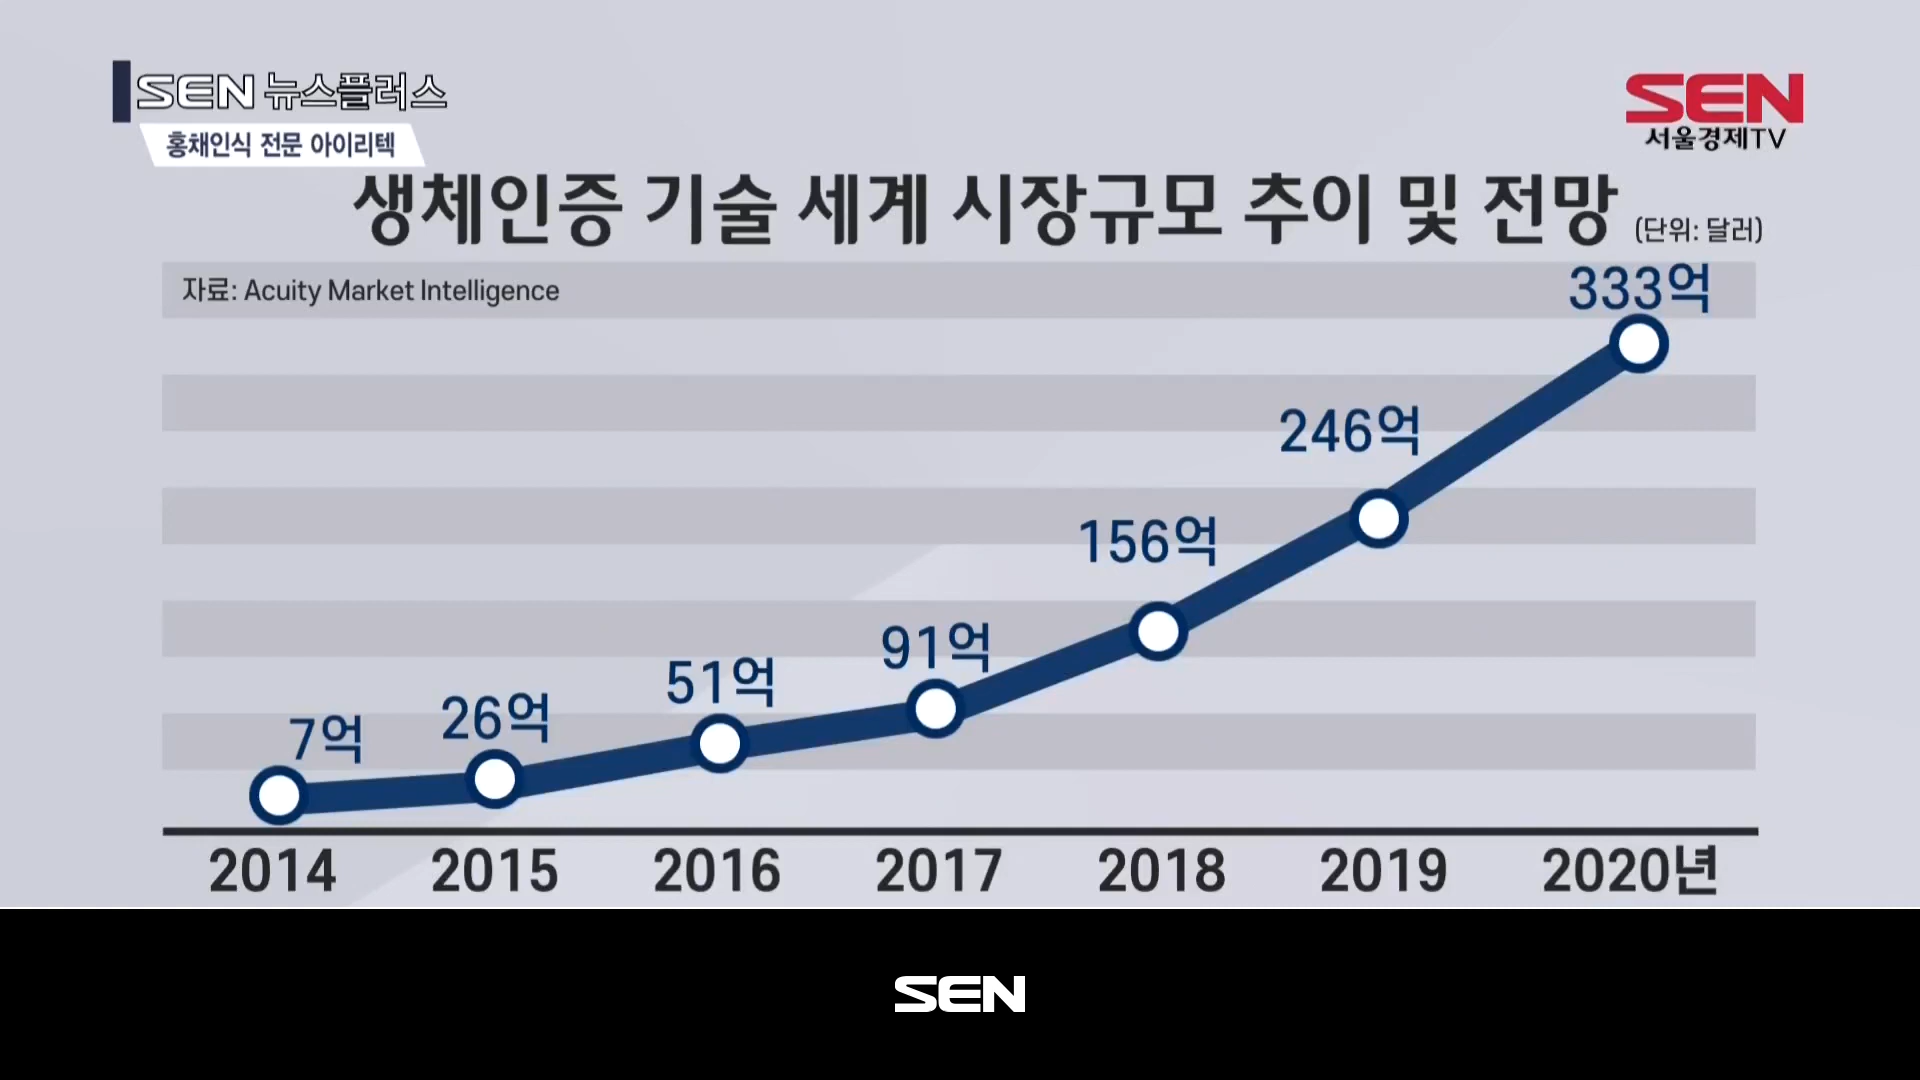 SEN 뉴스플러스
홍채인식 전문 아이리텍
SEN
서울경제TV
생체인증 기술 세계 시장규모 추이 및 전망 (단위: 달러)
자료: Acuity Market Intelligence
333억
246억
156억
91억
51억
26억
7억
2014 2015 2016 2017 2018 2019 2020년
SEN